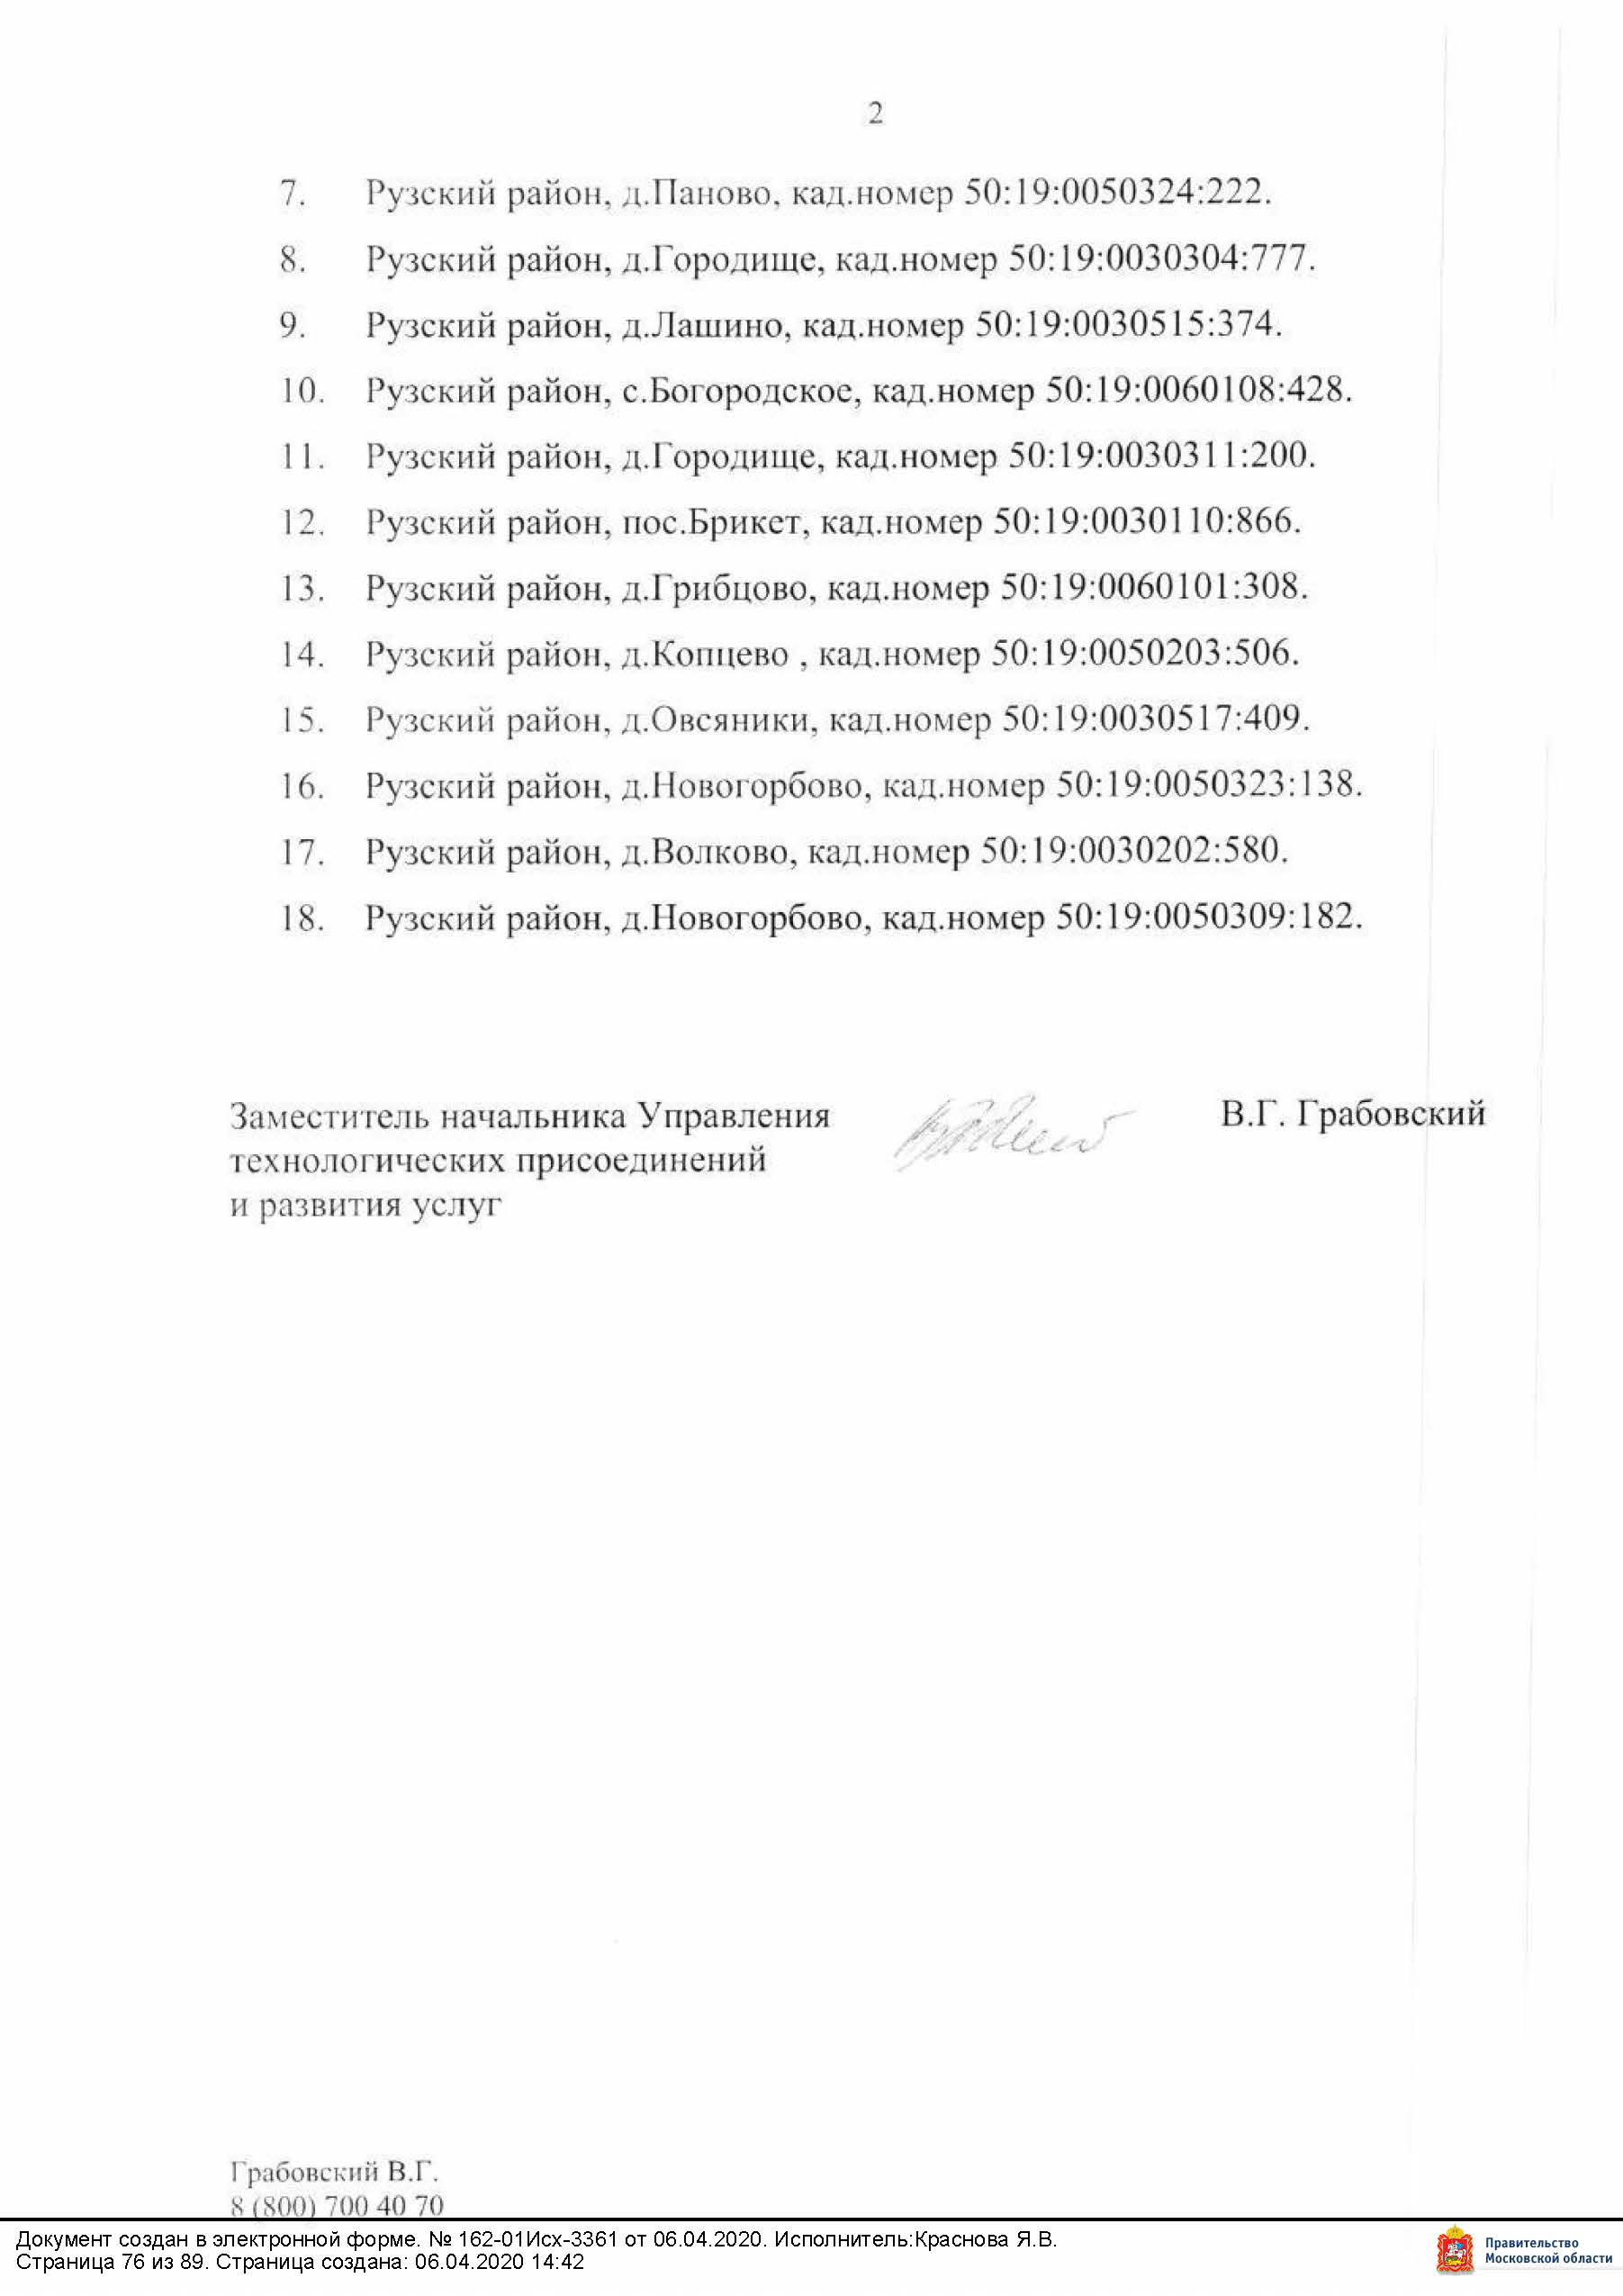 2
7. Рузский район, д.Паново, кад.номер 50:19:0050324:222.
8. Рузский район, д.Городище, кад.номер 50:19:0030304:777.
9. Рузский район, д.Лашино, кад.номер 50:19:0030515:374.
10. Рузский район, с.Богородское, кад.номер 50:19:0060108:428.
11. Рузский район, д.Городище, кад.номер 50:19:0030311:200.
12. Рузский район, пос.Брикет, кад.номер 50:19:0030110:866.
13. Рузский район, д.Грибцово, кад.номер 50:19:0060101:308.
14. Рузский район, д.Копцево , кад.номер 50:19:0050203:506.
15. Рузский район, д.Овсяники, кад.номер 50:19:0030517:409.
16. Рузский район, д.Новогорбово, кад.номер 50:19:0050323:138.
17. Рузский район, д.Волково, кад.номер 50:19:0030202:580.
18. Рузский район, д.Новогорбово, кад.номер 50:19:0050309:182.
Заместитель начальника Управления
технологических присоединений
и развития услуг
В.Г. Грабовский
Грабовский В.Г.
8 (800) 700 40 70
Документ создан в электронной форме. № 162-01Исх-3361 от 06.04.2020. Исполнитель:Краснова Я.В.
Страница 76 из 89. Страница создана: 06.04.2020 14:42
Правительство
Московской области